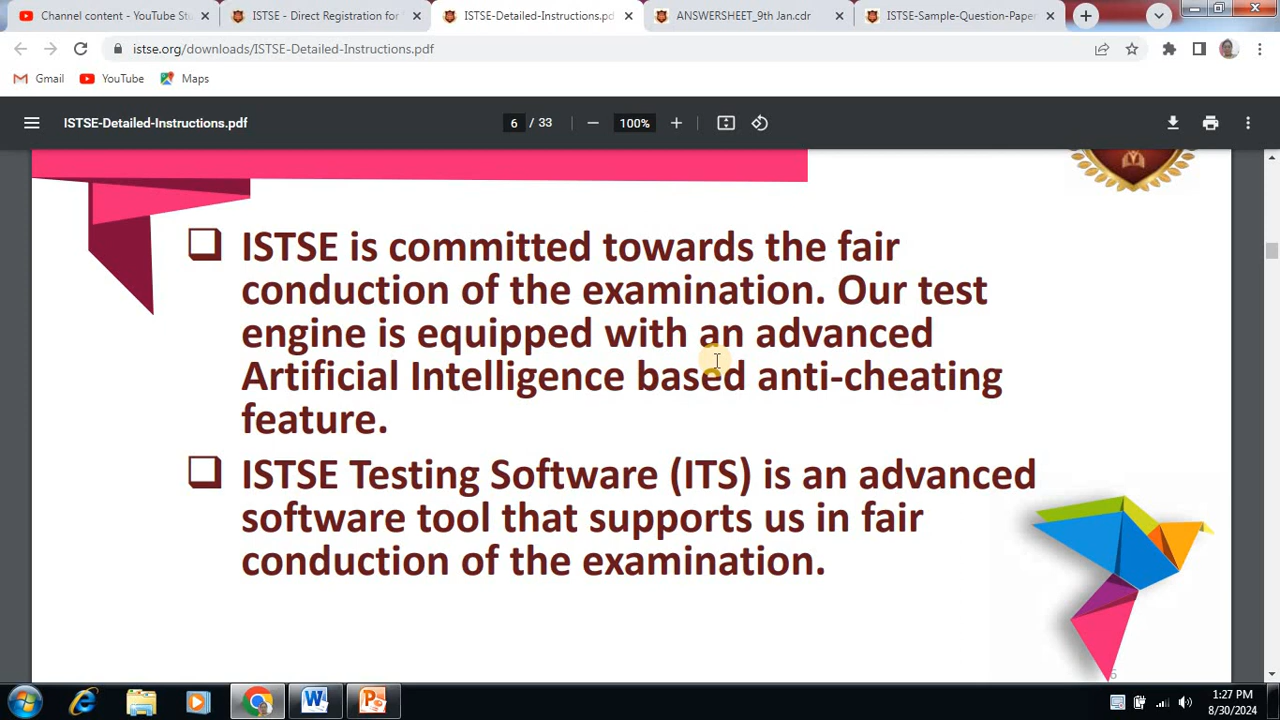 Channel content - YouTube Stu
ISTSE - Direct Registration for
ISTSE-Detailed-Instructions.pd
ANSWERSHEET_9th Jan.cdr
ISTSE-Sample-Question-Paper
istse.org/downloads/ISTSE-Detailed-Instructions.pdf
Gmail YouTube Maps
ISTSE-Detailed-Instructions.pdf 6 / 33 100%
ISTSE is committed towards the fair
conduction of the examination. Our test
engine is equipped with an advanced
Artificial Intelligence based anti-cheating
feature.
ISTSE Testing Software (ITS) is an advanced
software tool that supports us in fair
conduction of the examination.
6
1:27 PM
8/30/2024